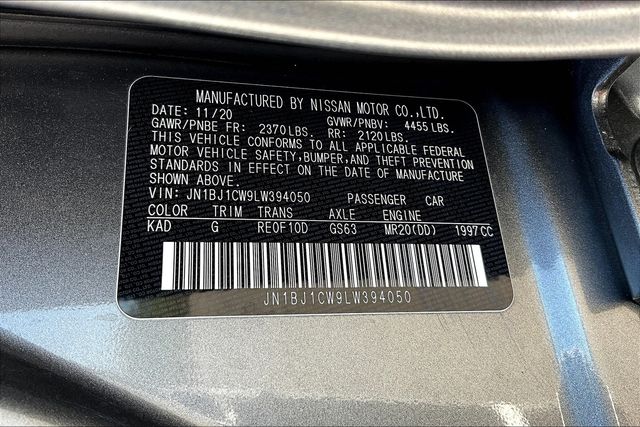 MANUFACTURED BY NISSAN MOTOR CO.,LTD.
DATE: 11/20 GVWR/PNBV: 4455 LBS.
GAWR/PNBE FR: 2370 LBS. RR: 2120 LBS.
THIS VEHICLE CONFORMS TO ALL APPLICABLE FEDERAL
MOTOR VEHICLE SAFETY, BUMPER, AND THEFT PREVENTION
STANDARDS IN EFFECT ON THE DATE OF MANUFACTURE
SHOWN ABOVE.
VIN: JN1BJ1CW9LW394050 PASSENGER CAR
COLOR TRIM TRANS AXLE ENGINE
KAD G RE0F10D GS63 MR20(DD) 1997 CC
JN1BJ1CW9LW394050